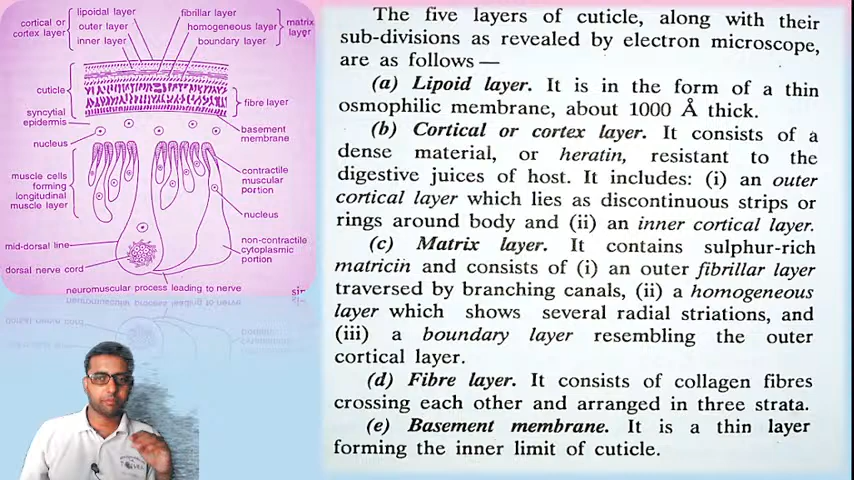 lipoidal layer
outer layer
inner layer
cortical or
cortex layer
fibrillar layer
homogeneous layer
boundary layer
matrix
layer
cuticle
fibre layer
syncytial
epidermis
nucleus
basement
membrane
muscle cells
forming
longitudinal
muscle layer
contractile
muscular
portion
nucleus
mid-dorsal line
dorsal nerve cord
non-contractile
cytoplasmic
portion
neuromuscular process leading to nerve
sir
The five layers of cuticle, along with their
sub-divisions as revealed by electron microscope,
are as follows —
(a) Lipoid layer. It is in the form of a thin
osmophilic membrane, about 1000 Å thick.
(b) Cortical or cortex layer. It consists of a
dense material, or heratin, resistant to the
digestive juices of host. It includes: (i) an outer
cortical layer which lies as discontinuous strips or
rings around body and (ii) an inner cortical layer.
(c) Matrix layer. It contains sulphur-rich
matricin and consists of (i) an outer fibrillar layer
traversed by branching canals, (ii) a homogeneous
layer which shows several radial striations, and
(iii) a boundary layer resembling the outer
cortical layer.
(d) Fibre layer. It consists of collagen fibres
crossing each other and arranged in three strata.
(e) Basement membrane. It is a thin layer
forming the inner limit of cuticle.